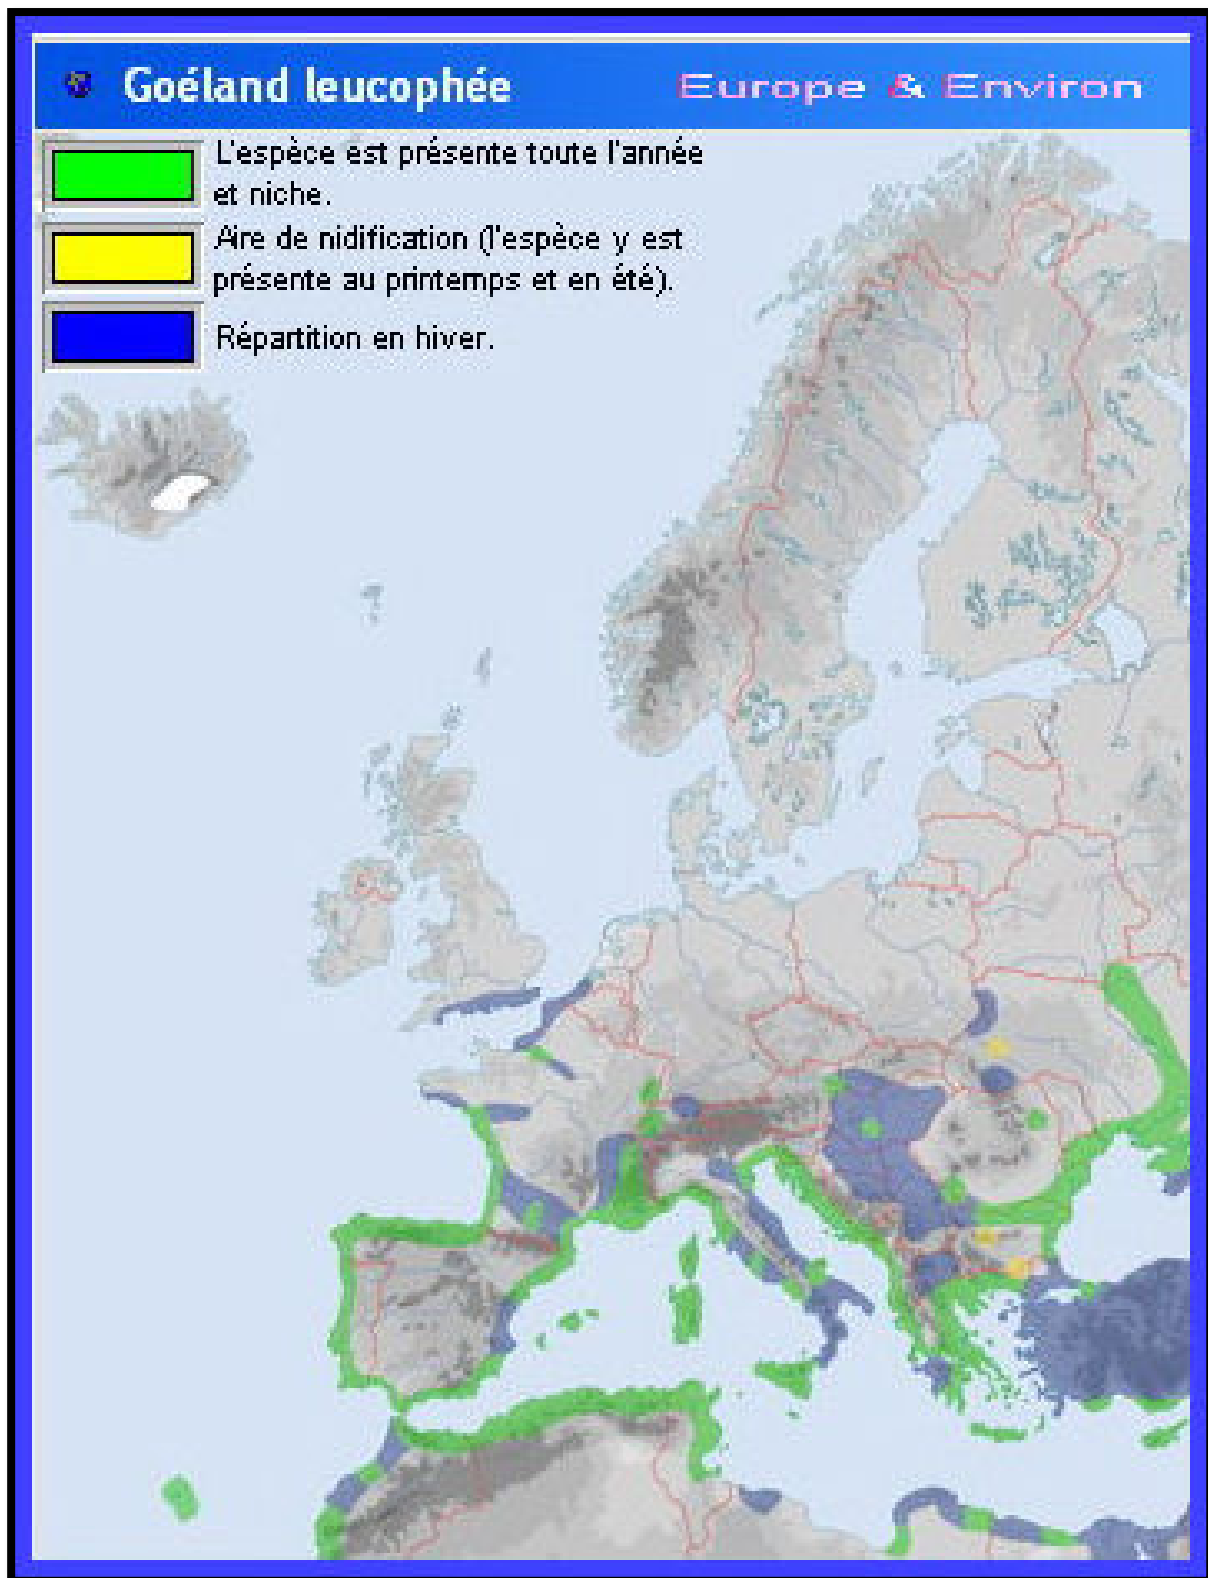 Goéland leucophée
Europe & Environ
L'espèce est présente toute l'année
et niche.
Aire de nidification (l'espèce y est
présente au printemps et en été).
Répartition en hiver.